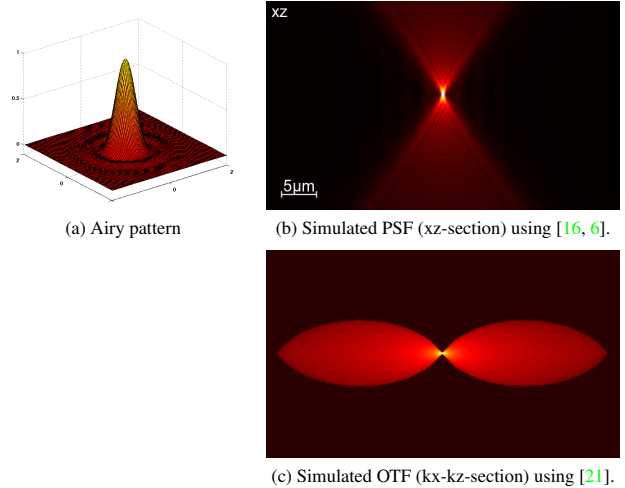 1
0.5
0
2
0
2
0
(a) Airy pattern
xz
5μm
(b) Simulated PSF (xz-section) using [16, 6].
(c) Simulated OTF (kx-kz-section) using [21].